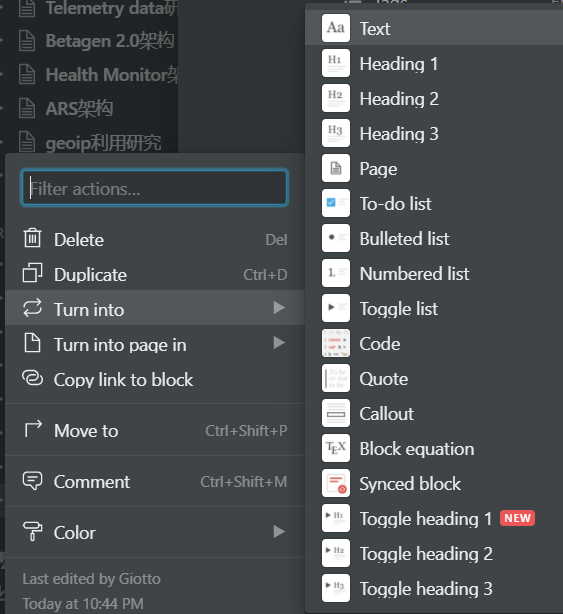 Telemetry data研
Betagen 2.0架构
Health Monitor架
ARS架构
geoip利用研究
Filter actions...
Delete Del
Duplicate Ctrl+D
Turn into
Turn into page in
Copy link to block
Move to Ctrl+Shift+P
Comment Ctrl+Shift+M
Color
Last edited by Giotto
Today at 10:44 PM
Tags
Aa Text
H1 Heading 1
H2 Heading 2
H3 Heading 3
Page
To-do list
Bulleted list
1. Numbered list
Toggle list
Code
Quote
Callout
TEX Block equation
Synced block
H1 Toggle heading 1 NEW
H2 Toggle heading 2
H3 Toggle heading 3